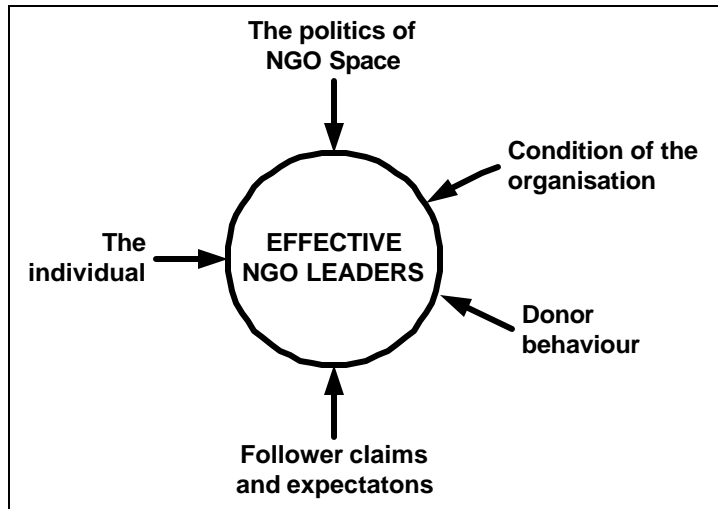 The politics of
NGO Space
Condition of the
organisation
The
individual
EFFECTIVE
NGO LEADERS
Donor
behaviour
Follower claims
and expectatons